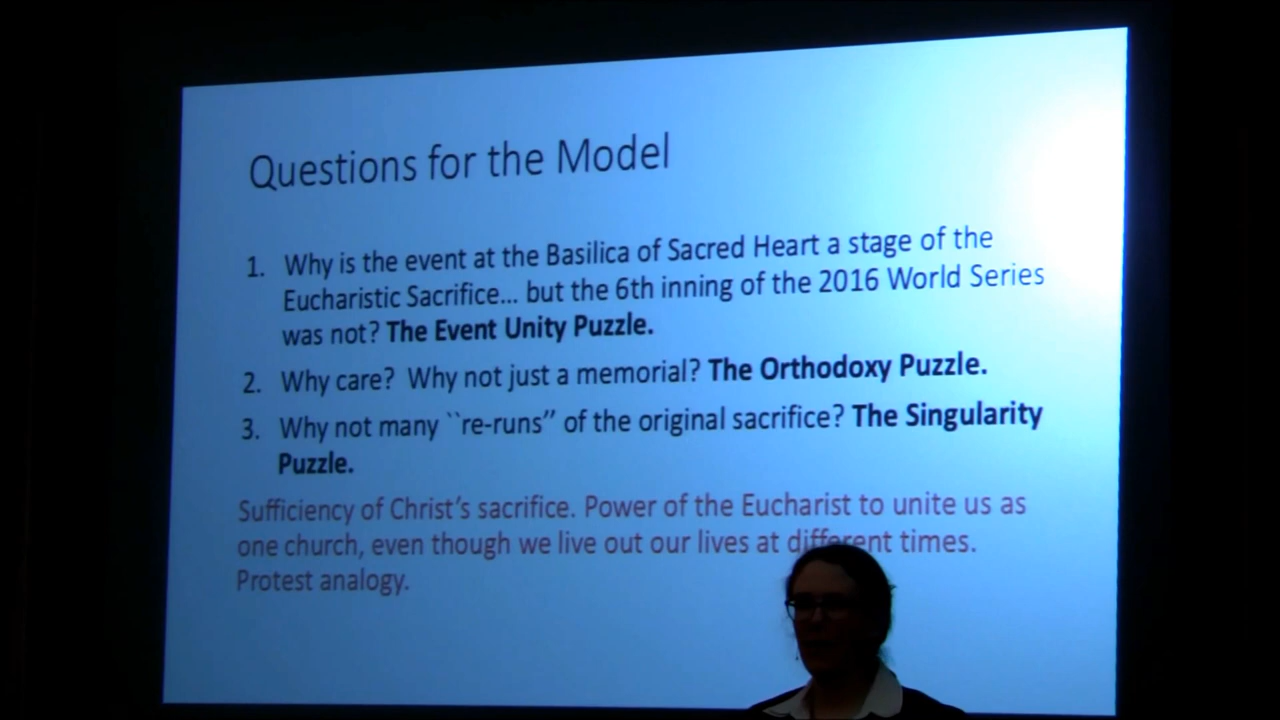 Questions for the Model
1. Why is the event at the Basilica of Sacred Heart a stage of the
Eucharistic Sacrifice... but the 6th inning of the 2016 World Series
was not? The Event Unity Puzzle.
2. Why care? Why not just a memorial? The Orthodoxy Puzzle.
3. Why not many ``re-runs” of the original sacrifice? The Singularity
Puzzle.
Sufficiency of Christ’s sacrifice. Power of the Eucharist to unite us as
one church, even though we live out our lives at different times.
Protest analogy.